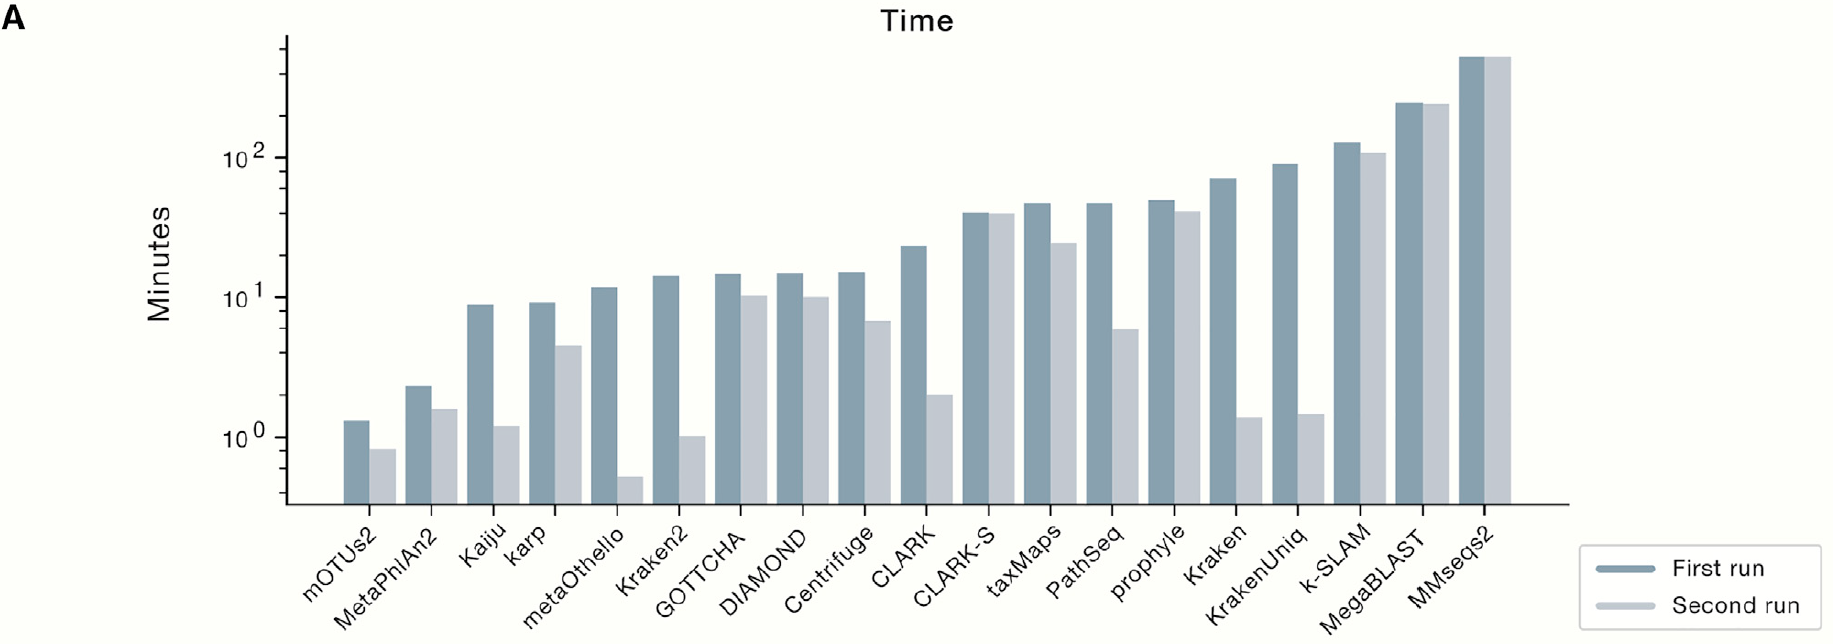 A
Time
Minutes
10 2
10 1
10 0
mOTUs2
MetaPhlAn2
Kaiju
karp
metaOthello
Kraken2
GOTTCHA
DIAMOND
Centrifuge
CLARK
CLARK-S
taxMaps
PathSeq
prophyle
Kraken
KrakenUniq
k-SLAM
MegaBLAST
MMseqs2
First run
Second run